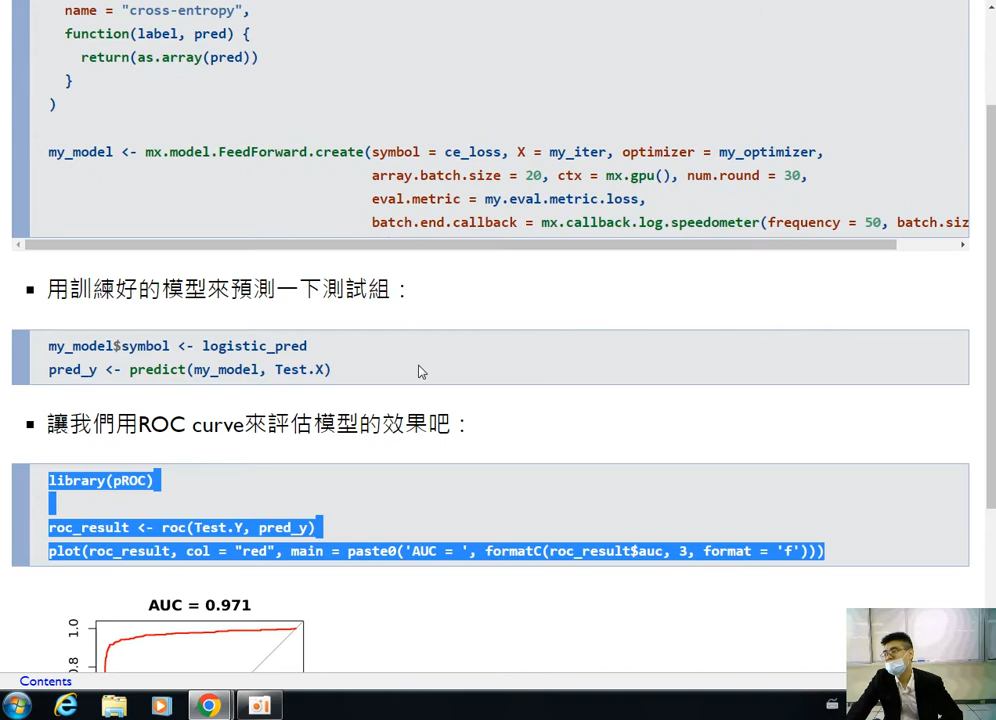 name = "cross-entropy",
function(label, pred) {
return(as.array(pred))
}
)
my_model <- mx.model.FeedForward.create(symbol = ce_loss, X = my_iter, optimizer = my_optimizer,
array.batch.size = 20, ctx = mx.gpu(), num.round = 30,
eval.metric = my.eval.metric.loss,
batch.end.callback = mx.callback.log.speedometer(frequency = 50, batch.siz
▪ 用訓練好的模型來預測一下測試組：
my_model$symbol <- logistic_pred
pred_y <- predict(my_model, Test.X)
▪ 讓我們用ROC curve來評估模型的效果吧：
library(pROC)
roc_result <- roc(Test.Y, pred_y)
plot(roc_result, col = "red", main = paste0('AUC = ', formatC(roc_result$auc, 3, format = 'f')))
AUC = 0.971
1.0
0.8
Contents